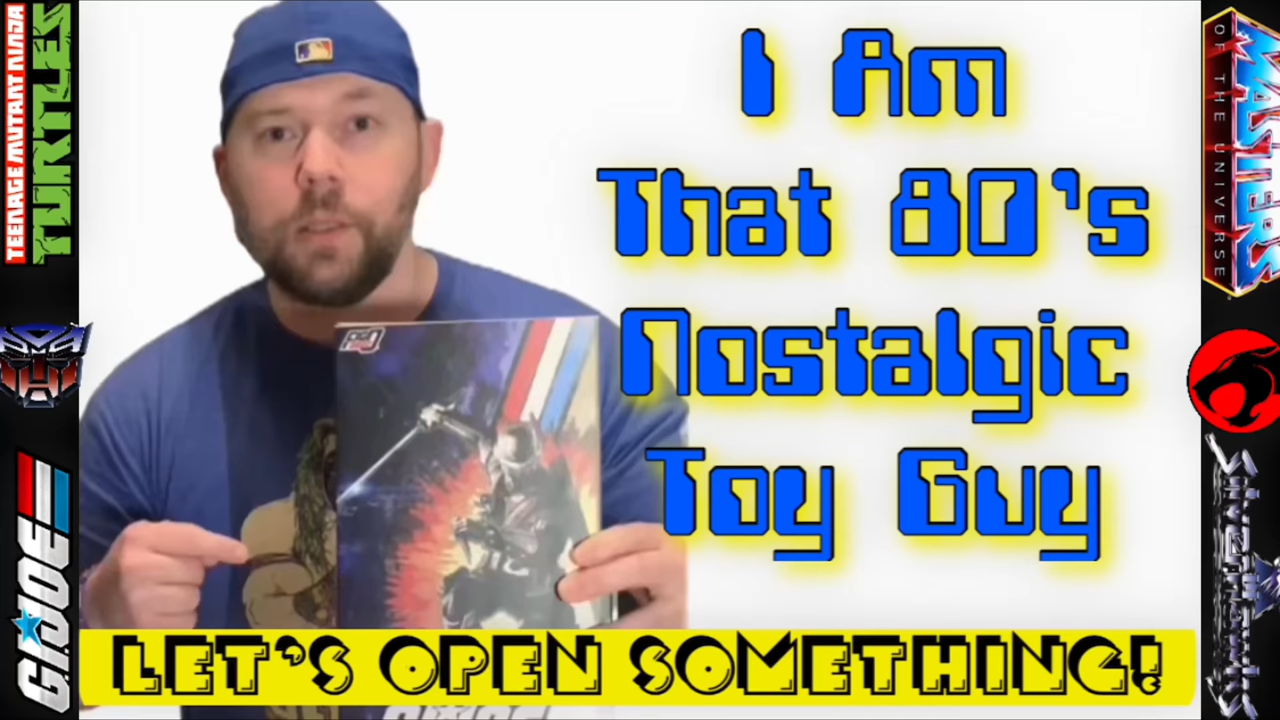 I Am
That 80's
Nostalgic
Toy Guy
LET'S OPEN SOMETHING!
TEENAGE MUTANT NINJA
TURTLES
G.I.JOE
MASTERS
OF THE UNIVERSE
SilverHawks